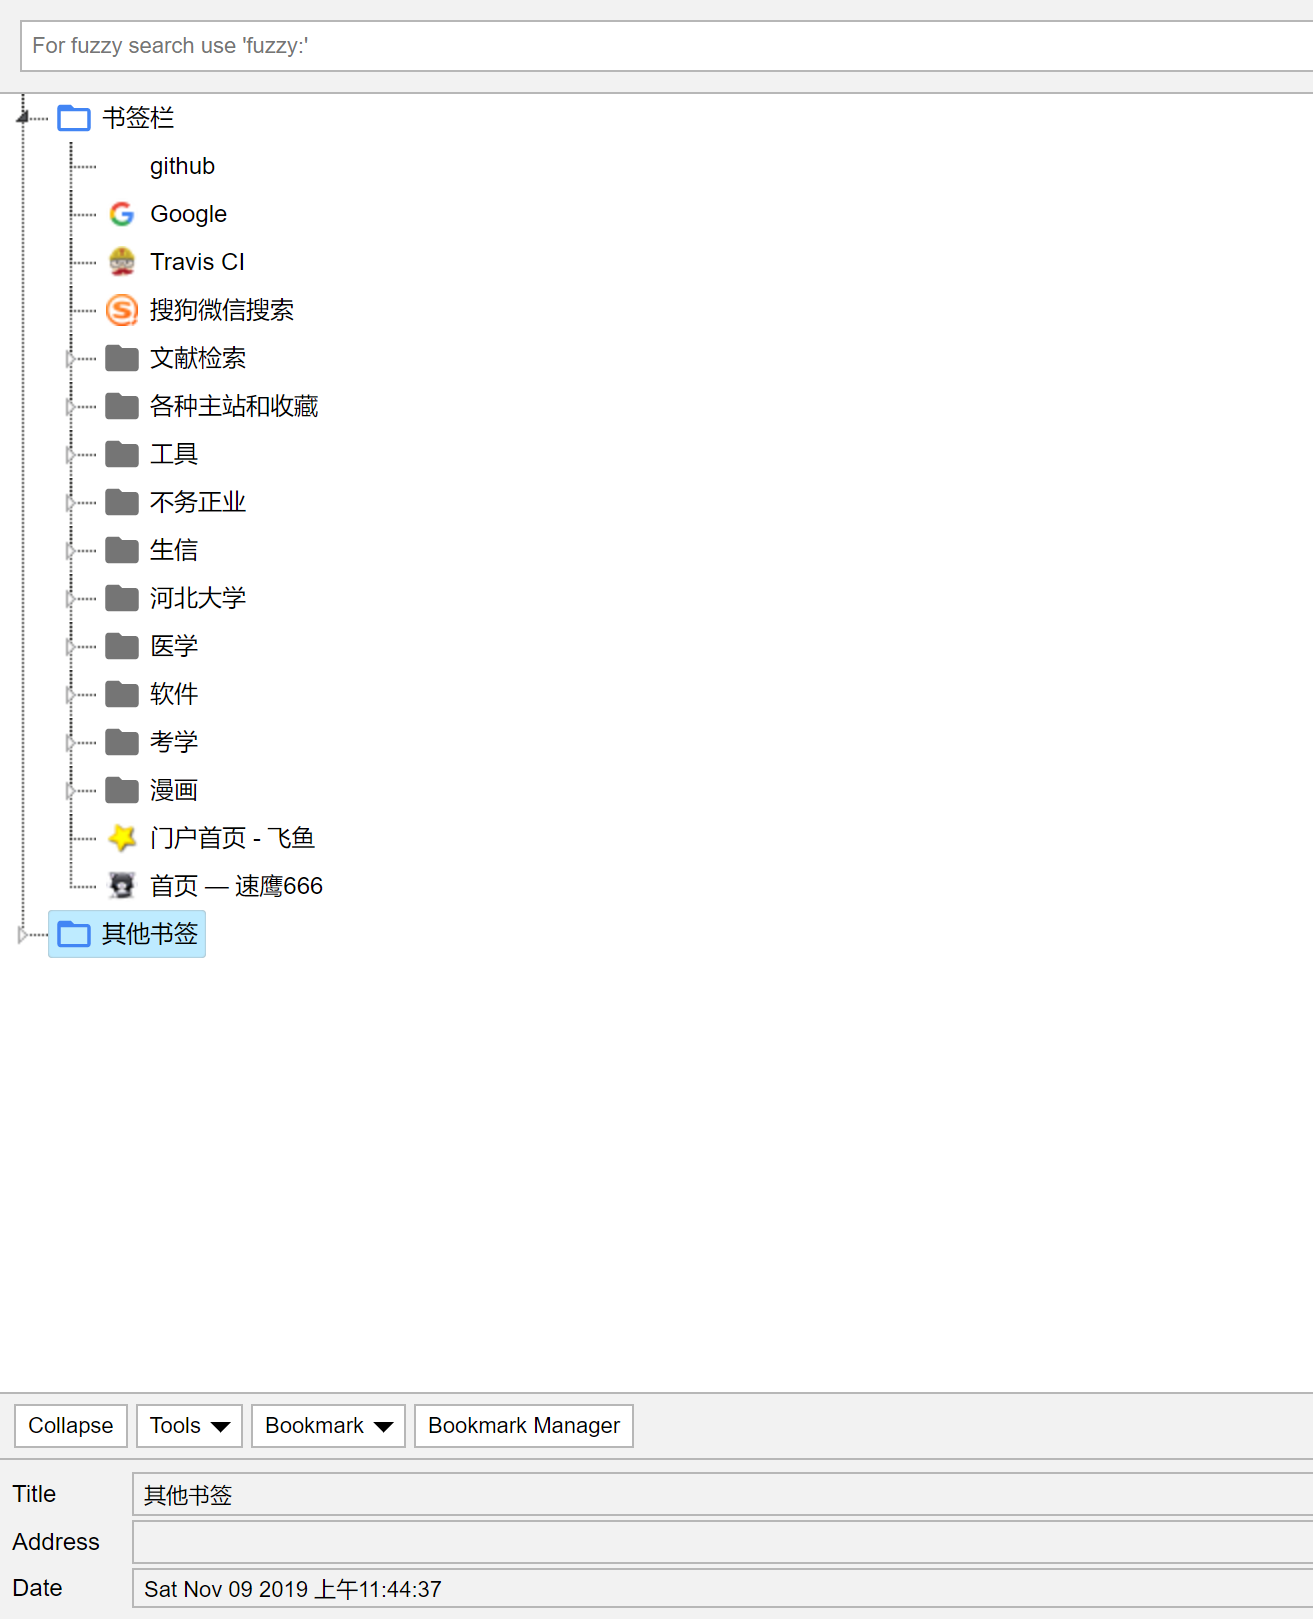 For fuzzy search use 'fuzzy:'
书签栏
github
Google
Travis CI
搜狗微信搜索
文献检索
各种主站和收藏
工具
不务正业
生信
河北大学
医学
软件
考学
漫画
门户首页 - 飞鱼
首页 — 速鹰666
其他书签
Collapse Tools Bookmark Bookmark Manager
Title 其他书签
Address
Date Sat Nov 09 2019 上午11:44:37